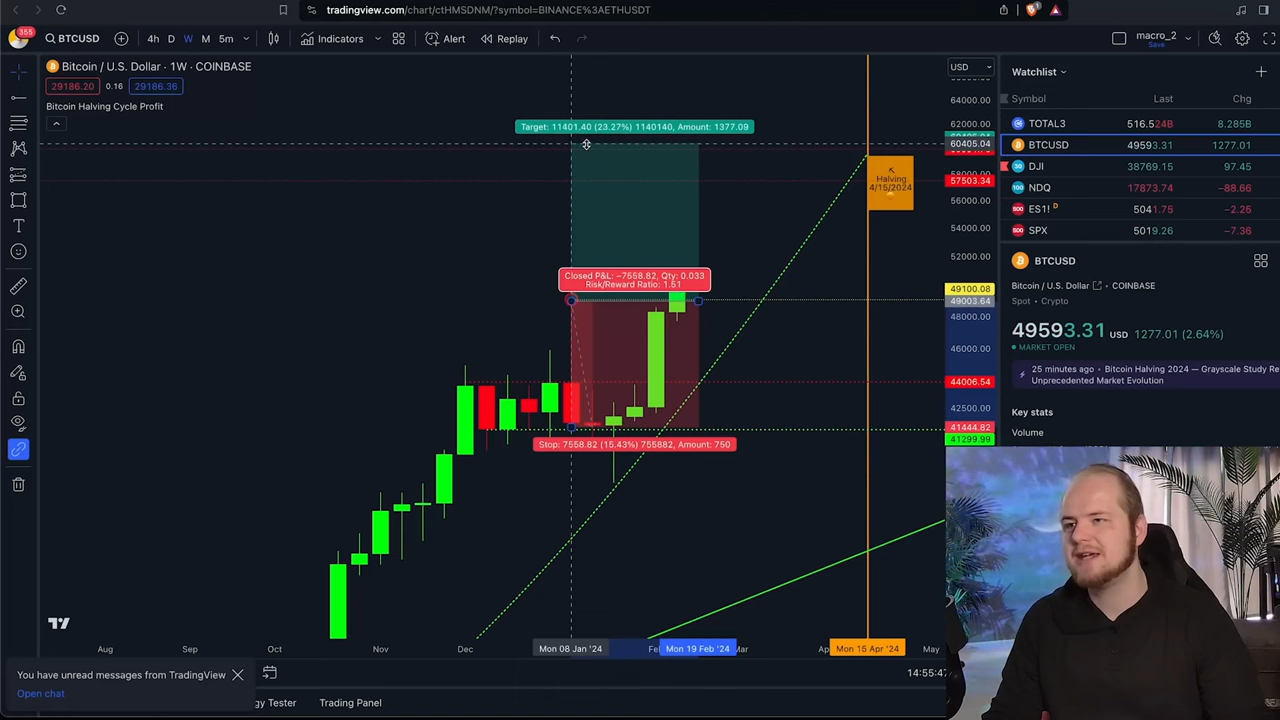 tradingview.com/chart/cthMSDNM/?symbol=BINANCE%3AETHUSDT
355
BTCUSD
4h D W M 5m
Indicators
Alert
Replay
macro_2
Save
Bitcoin / U.S. Dollar · 1W · COINBASE
29186.20 0.16 29186.36
Bitcoin Halving Cycle Profit
Target: 11401.40 (23.27%) 1140140, Amount: 1377.09
Closed P&L: −7558.82, Qty: 0.033
Risk/Reward Ratio: 1.51
Stop: 7558.82 (15.43%) 755882, Amount: 750
Halving
4/15/2024
USD
64000.00
62000.00
60405.04
57503.34
56000.00
54000.00
52000.00
49100.08
49003.64
48000.00
46000.00
44006.54
42500.00
41444.82
41299.99
Aug Sep Oct Nov Dec Mon 08 Jan '24 Fel Mon 19 Feb '24 Mar Ap Mon 15 Apr '24 May
14:55:47
You have unread messages from TradingView
Open chat
gy Tester
Trading Panel
Watchlist
Symbol Last Chg
TOTAL3 516.524B 8.285B
BTCUSD 49593.31 1277.01
DJI 38769.15 97.45
NDQ 17873.74 −88.66
ES1! D 5041.75 −2.25
SPX 5019.26 −7.36
BTCUSD
Bitcoin / U.S. Dollar COINBASE
Spot • Crypto
49593.31 USD 1277.01 (2.64%)
MARKET OPEN
25 minutes ago • Bitcoin Halving 2024 — Grayscale Study Re
Unprecedented Market Evolution
Key stats
Volume